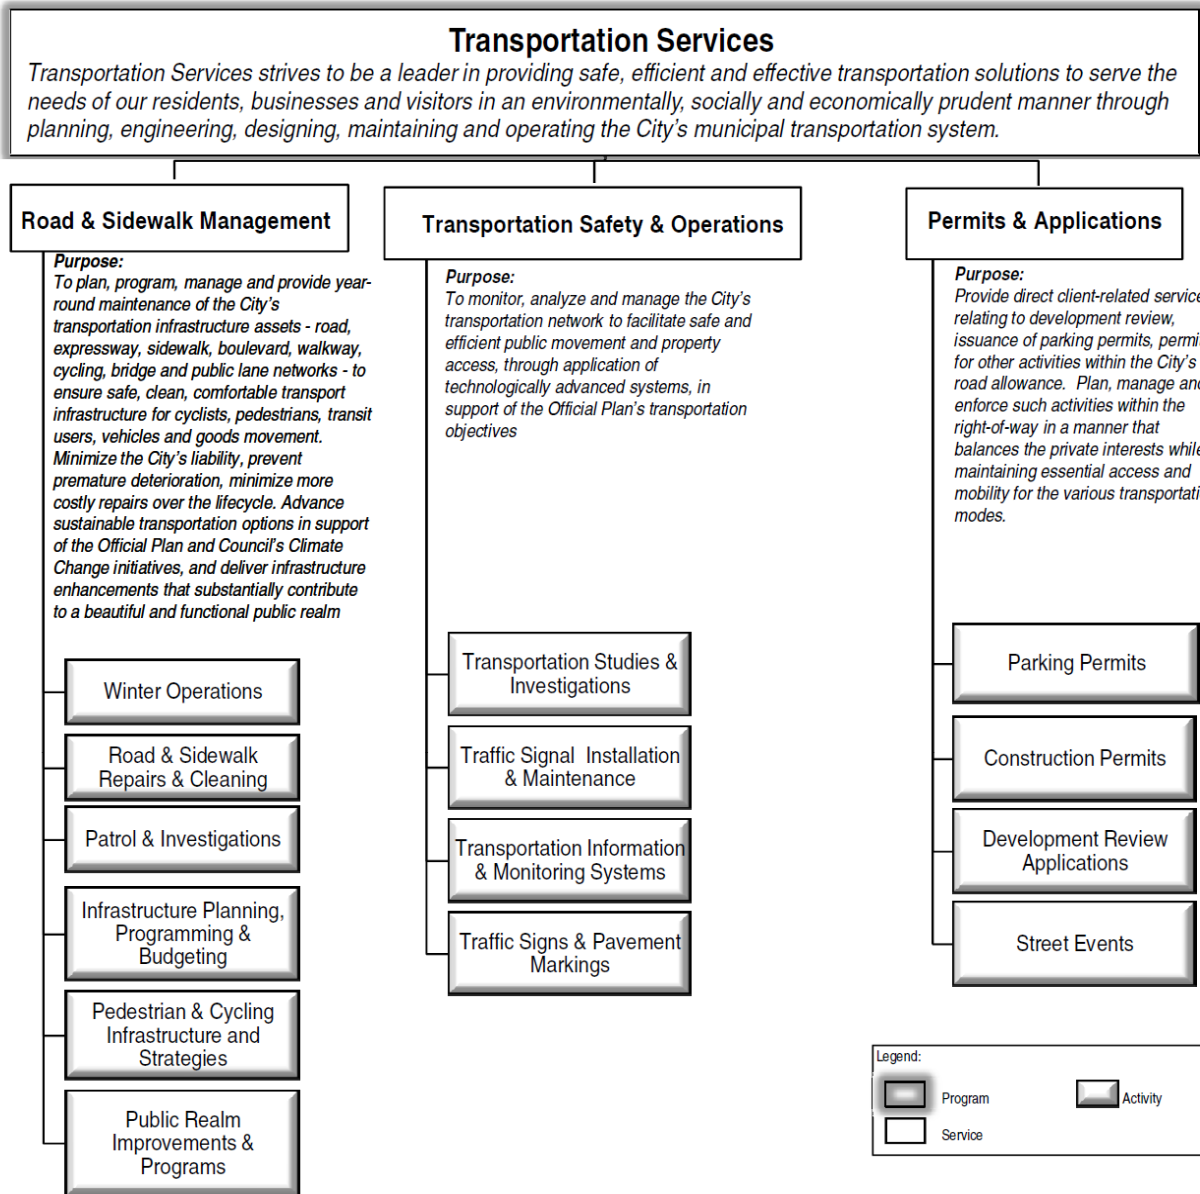 Transportation Services
Transportation Services strives to be a leader in providing safe, efficient and effective transportation solutions to serve the
needs of our residents, businesses and visitors in an environmentally, socially and economically prudent manner through
planning, engineering, designing, maintaining and operating the City's municipal transportation system.
Road & Sidewalk Management
Purpose:
To plan, program, manage and provide year-
round maintenance of the City's
transportation infrastructure assets - road,
expressway, sidewalk, boulevard, walkway,
cycling, bridge and public lane networks - to
ensure safe, clean, comfortable transport
infrastructure for cyclists, pedestrians, transit
users, vehicles and goods movement.
Minimize the City's liability, prevent
premature deterioration, minimize more
costly repairs over the lifecycle. Advance
sustainable transportation options in support
of the Official Plan and Council's Climate
Change initiatives, and deliver infrastructure
enhancements that substantially contribute
to a beautiful and functional public realm
Winter Operations
Road & Sidewalk
Repairs & Cleaning
Patrol & Investigations
Infrastructure Planning,
Programming &
Budgeting
Pedestrian & Cycling
Infrastructure and
Strategies
Public Realm
Improvements &
Programs
Transportation Safety & Operations
Purpose:
To monitor, analyze and manage the City's
transportation network to facilitate safe and
efficient public movement and property
access, through application of
technologically advanced systems, in
support of the Official Plan's transportation
objectives
Transportation Studies &
Investigations
Traffic Signal Installation
& Maintenance
Transportation Information
& Monitoring Systems
Traffic Signs & Pavement
Markings
Permits & Applications
Purpose:
Provide direct client-related service
relating to development review,
issuance of parking permits, permi
for other activities within the City's
road allowance. Plan, manage and
enforce such activities within the
right-of-way in a manner that
balances the private interests while
maintaining essential access and
mobility for the various transportati
modes.
Parking Permits
Construction Permits
Development Review
Applications
Street Events
Legend:
Program
Activity
Service